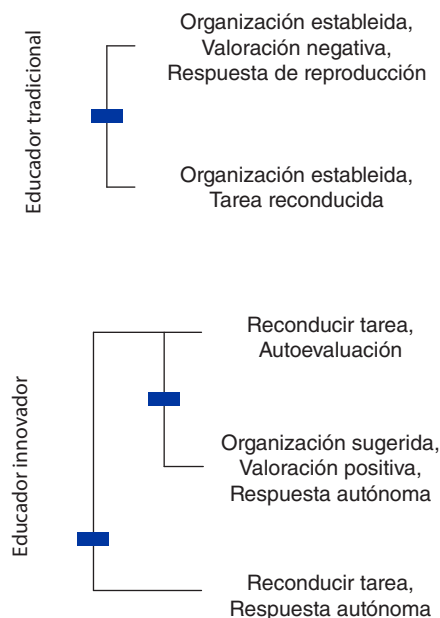 Educador tradicional
Organización estableida,
Valoración negativa,
Respuesta de reproducción
Organización estableida,
Tarea reconducida
Educador innovador
Reconducir tarea,
Autoevaluación
Organización sugerida,
Valoración positiva,
Respuesta autónoma
Reconducir tarea,
Respuesta autónoma